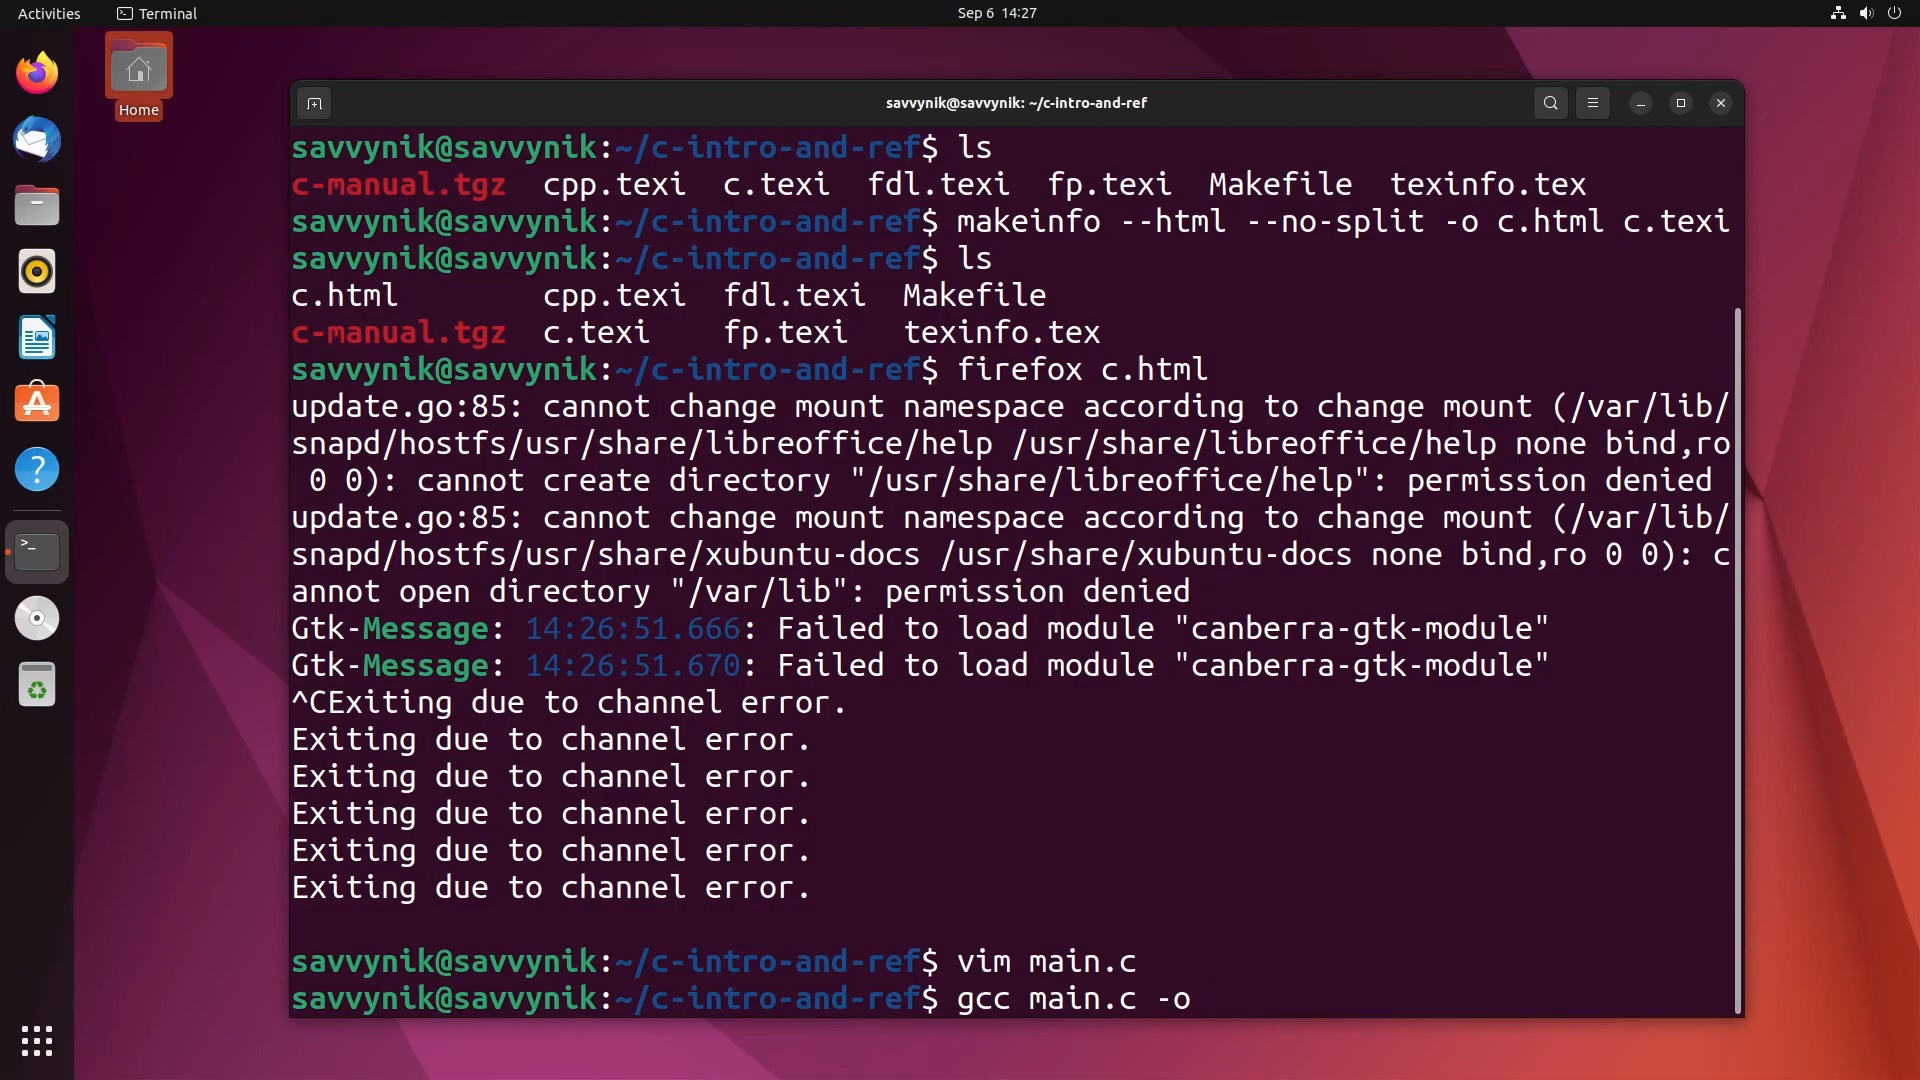 Activities
Terminal
Sep 6 14:27
Home
savvynik@savvynik: ~/c-intro-and-ref
savvynik@savvynik:~/c-intro-and-ref$ ls
c-manual.tgz cpp.texi c.texi fdl.texi fp.texi Makefile texinfo.tex
savvynik@savvynik:~/c-intro-and-ref$ makeinfo --html --no-split -o c.html c.texi
savvynik@savvynik:~/c-intro-and-ref$ ls
c.html cpp.texi fdl.texi Makefile
c-manual.tgz c.texi fp.texi texinfo.tex
savvynik@savvynik:~/c-intro-and-ref$ firefox c.html
update.go:85: cannot change mount namespace according to change mount (/var/lib/
snapd/hostfs/usr/share/libreoffice/help /usr/share/libreoffice/help none bind,ro
0 0): cannot create directory "/usr/share/libreoffice/help": permission denied
update.go:85: cannot change mount namespace according to change mount (/var/lib/
snapd/hostfs/usr/share/xubuntu-docs /usr/share/xubuntu-docs none bind,ro 0 0): c
annot open directory "/var/lib": permission denied
Gtk-Message: 14:26:51.666: Failed to load module "canberra-gtk-module"
Gtk-Message: 14:26:51.670: Failed to load module "canberra-gtk-module"
^CExiting due to channel error.
Exiting due to channel error.
Exiting due to channel error.
Exiting due to channel error.
Exiting due to channel error.
Exiting due to channel error.
savvynik@savvynik:~/c-intro-and-ref$ vim main.c
savvynik@savvynik:~/c-intro-and-ref$ gcc main.c -o